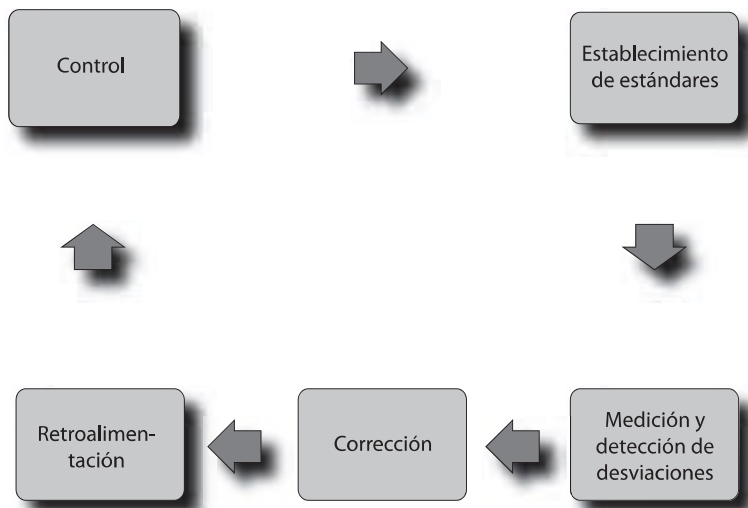 Control
Establecimiento
de estándares
Retroalimen-
tación
Corrección
Medición y
detección de
desviaciones